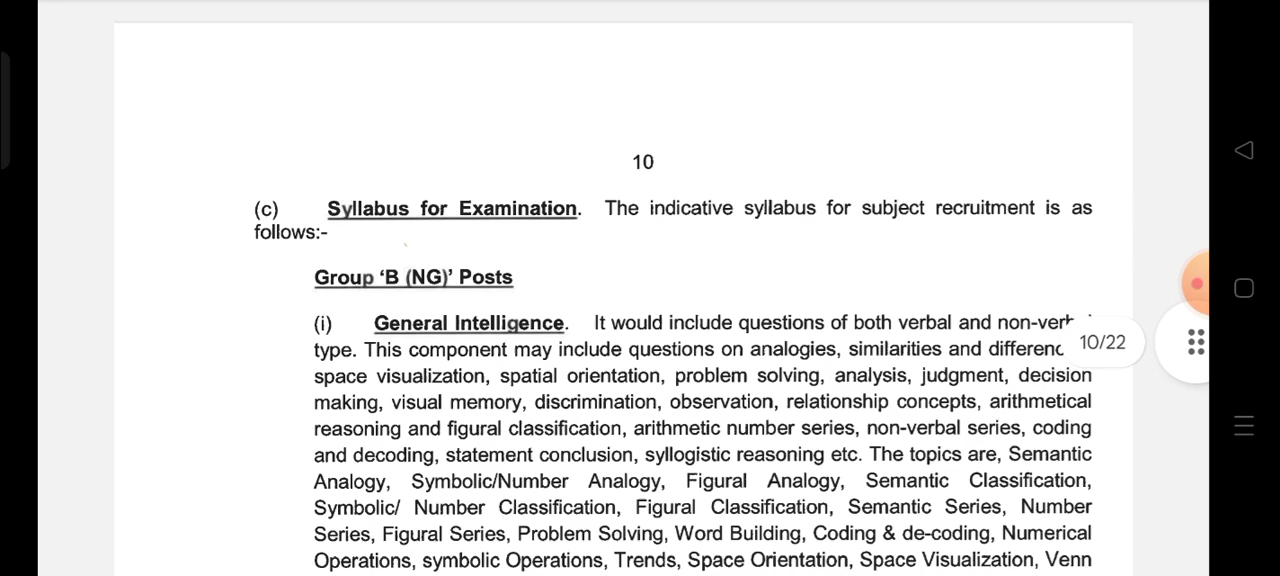 10
(c) Syllabus for Examination. The indicative syllabus for subject recruitment is as
follows:-
Group ‘B (NG)’ Posts
(i) General Intelligence. It would include questions of both verbal and non-verb
type. This component may include questions on analogies, similarities and differenc
10/22
space visualization, spatial orientation, problem solving, analysis, judgment, decision
making, visual memory, discrimination, observation, relationship concepts, arithmetical
reasoning and figural classification, arithmetic number series, non-verbal series, coding
and decoding, statement conclusion, syllogistic reasoning etc. The topics are, Semantic
Analogy, Symbolic/Number Analogy, Figural Analogy, Semantic Classification,
Symbolic/ Number Classification, Figural Classification, Semantic Series, Number
Series, Figural Series, Problem Solving, Word Building, Coding & de-coding, Numerical
Operations, symbolic Operations, Trends, Space Orientation, Space Visualization, Venn